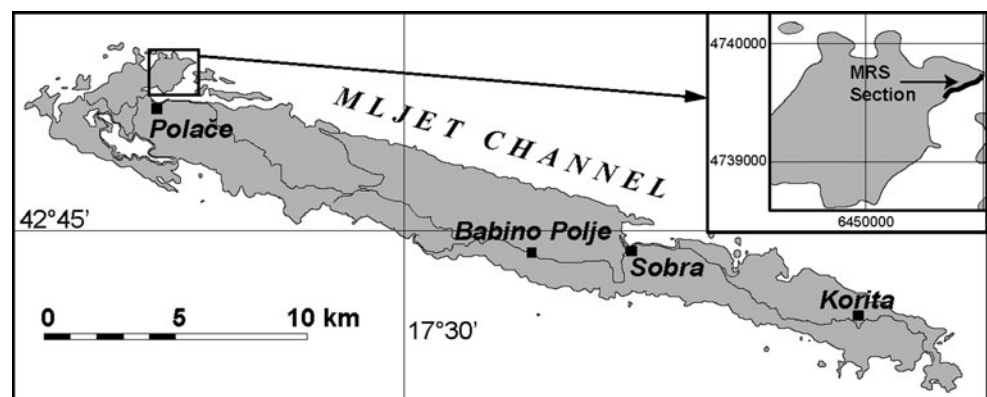 4740000
MRS
Section
4739000
6450000
MLJET CHANNEL
Polače
42°45'
Babino Polje
Sobra
Korita
0 5 10 km
17°30'